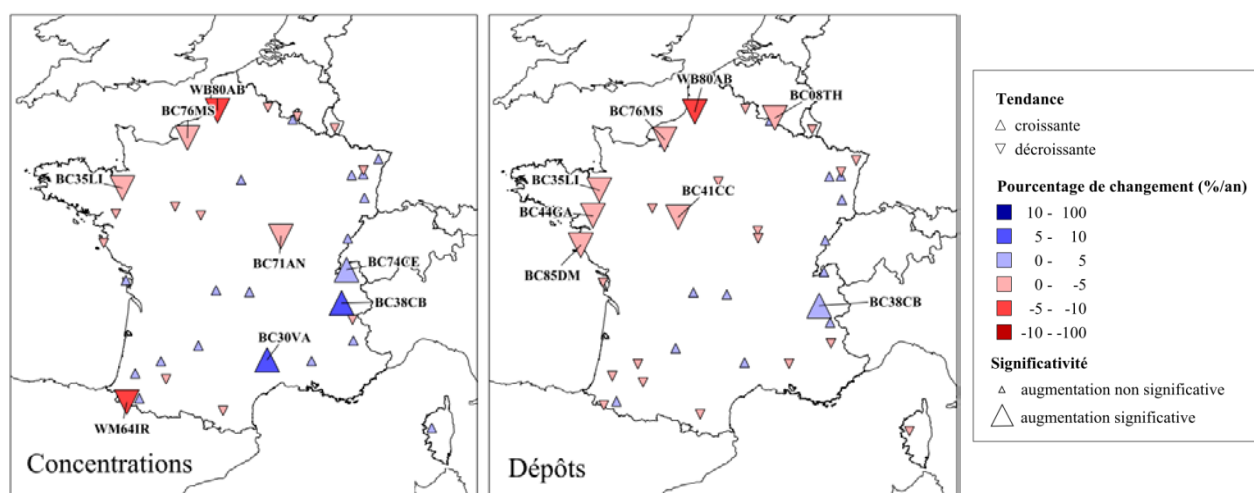 WB80AB
BC76MS
BC35LI
BC71AN
BC74CE
BC38CB
BC30VA
WM64IR
Concentrations
WB80AB
BC08TH
BC76MS
BC35LI
BC41CC
BC44GA
BC85DM
BC38CB
Dépôts
Tendance
croissante
décroissante
Pourcentage de changement (%/an)
10 - 100
5 - 10
0 - 5
0 - -5
-5 - -10
-10 - -100
Significativité
augmentation non significative
augmentation significative